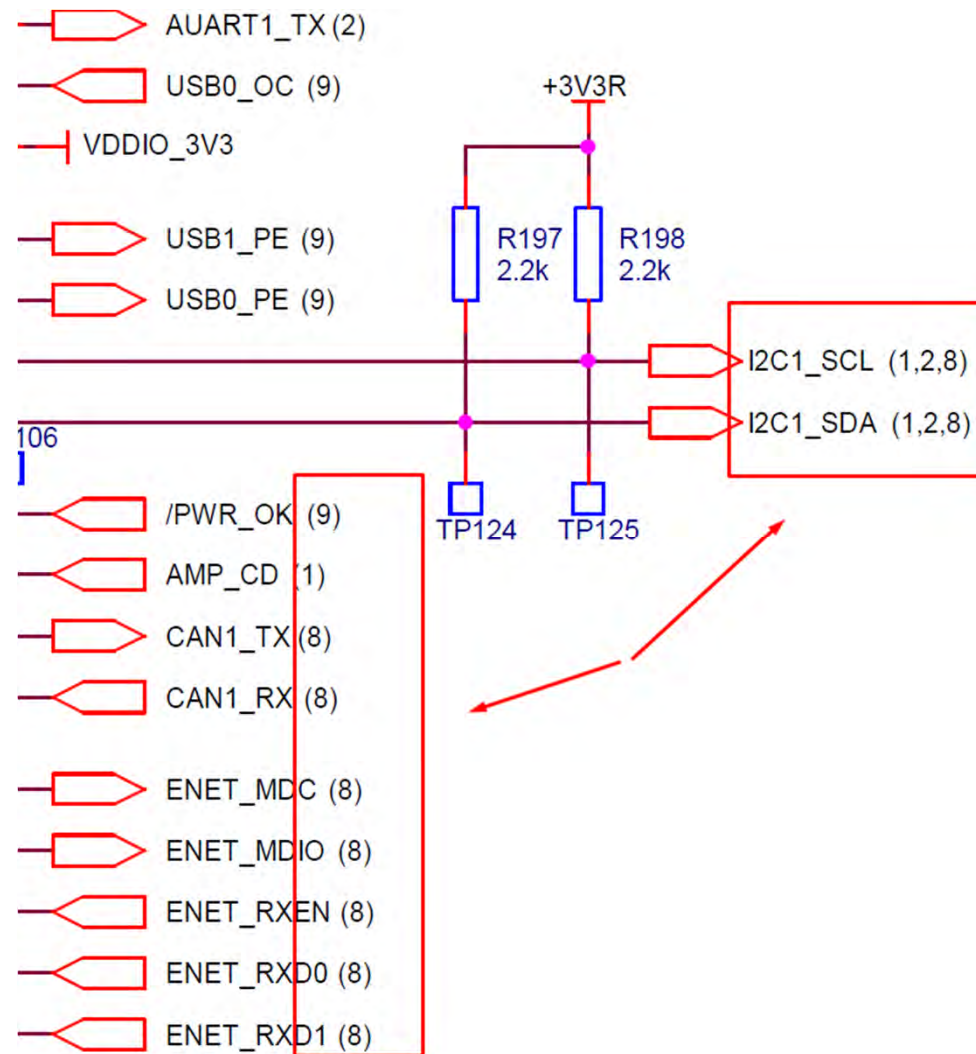 AUART1_TX (2)
USB0_OC (9)
+3V3R
VDDIO_3V3
USB1_PE (9)
R197
2.2k
R198
2.2k
USB0_PE (9)
I2C1_SCL (1,2,8)
I2C1_SDA (1,2,8)
106
/PWR_OK (9)
TP124
TP125
AMP_CD (1)
CAN1_TX (8)
CAN1_RX (8)
ENET_MDC (8)
ENET_MDIO (8)
ENET_RXEN (8)
ENET_RXD0 (8)
ENET_RXD1 (8)